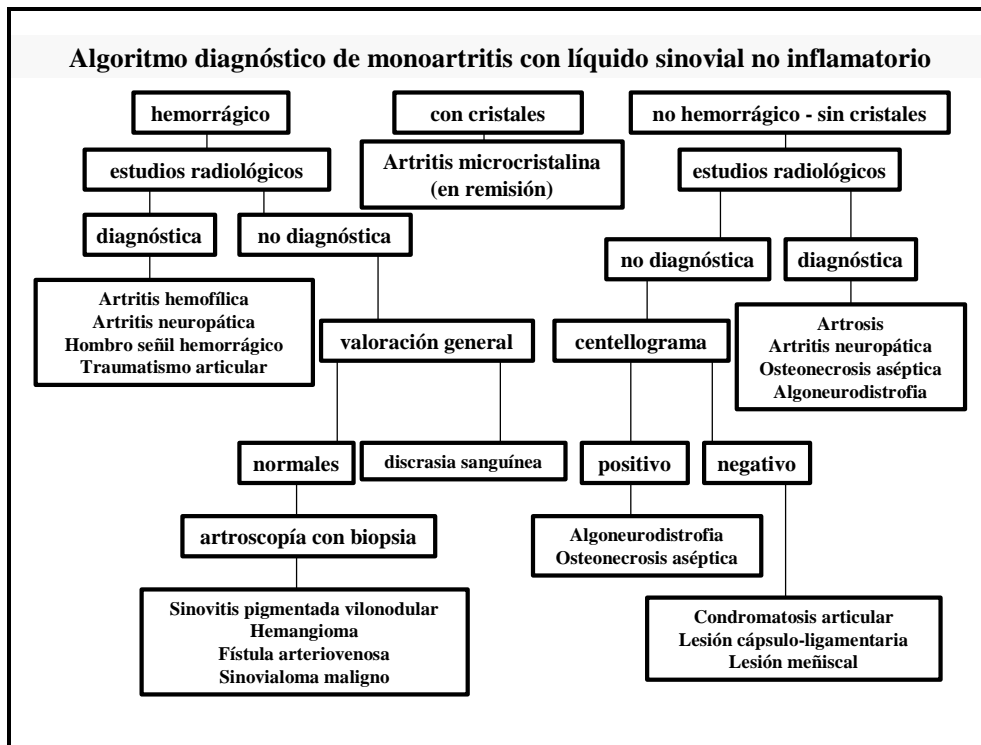 Algoritmo diagnóstico de monoartritis con líquido sinovial no inflamatorio
hemorrágico
con cristales
no hemorrágico - sin cristales
estudios radiológicos
Artritis microcristalina
(en remisión)
estudios radiológicos
diagnóstica
no diagnóstica
no diagnóstica
diagnóstica
Artritis hemofílica
Artritis neuropática
Hombro señil hemorrágico
Traumatismo articular
valoración general
centellograma
Artrosis
Artritis neuropática
Osteonecrosis aséptica
Algoneurodistrofia
normales
discrasia sanguínea
positivo
negativo
artroscopía con biopsia
Algoneurodistrofia
Osteonecrosis aséptica
Sinovitis pigmentada vilonodular
Hemangioma
Fístula arteriovenosa
Sinovialoma maligno
Condromatosis articular
Lesión cápsulo-ligamentaria
Lesión meñiscal